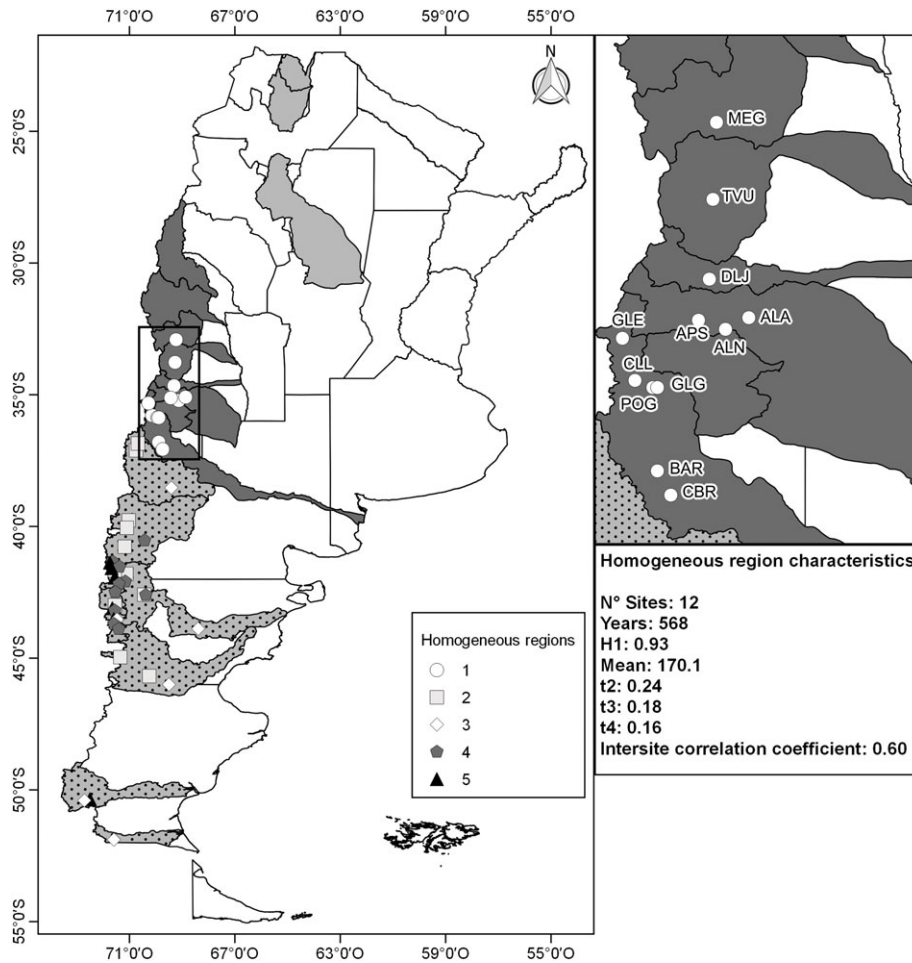 71°0'O 67°0'O 63°0'O 59°0'O 55°0'O
N
25°0'S
30°0'S
35°0'S
40°0'S
45°0'S
50°0'S
55°0'S
Homogeneous regions
1
2
3
4
5
71°0'O 67°0'O 63°0'O 59°0'O 55°0'O
MEG
TVU
DLJ
GLE
APS
ALA
ALN
CLL
GLG
POG
BAR
CBR
Homogeneous region characteristics
N° Sites: 12
Years: 568
H1: 0.93
Mean: 170.1
t2: 0.24
t3: 0.18
t4: 0.16
Intersite correlation coefficient: 0.60